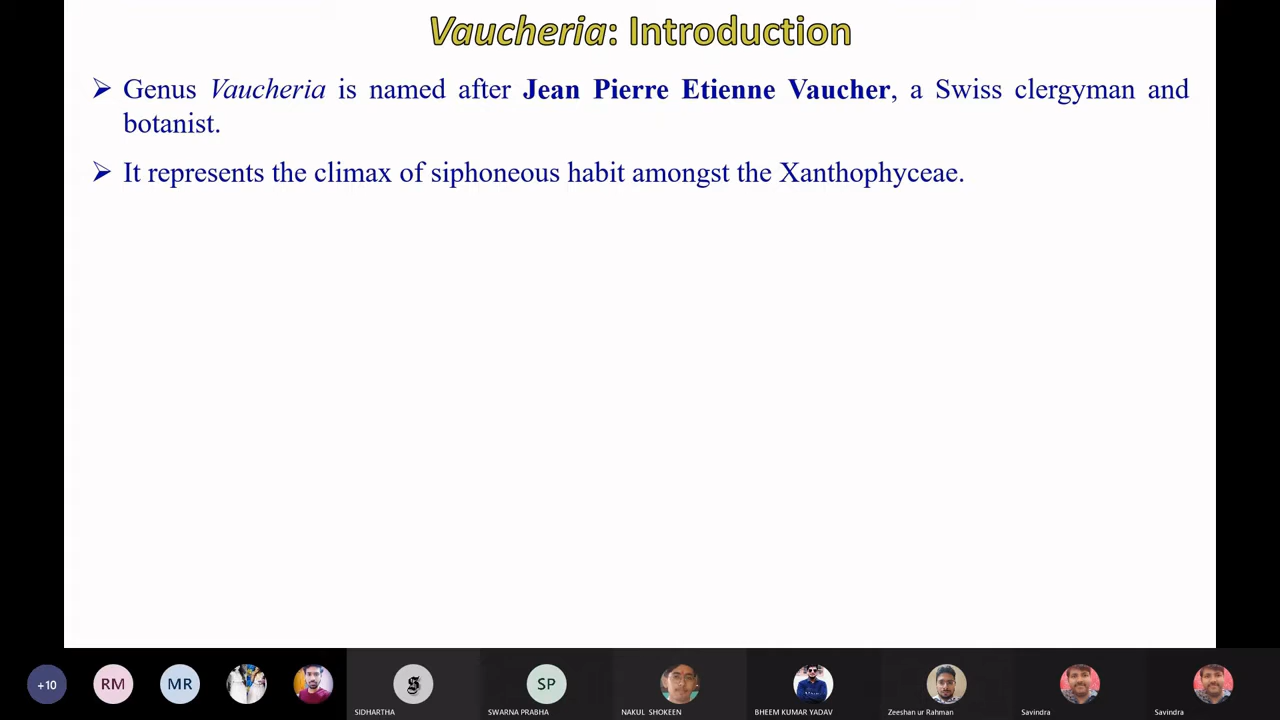 Vaucheria: Introduction
➢ Genus Vaucheria is named after Jean Pierre Etienne Vaucher, a Swiss clergyman and
botanist.
➢ It represents the climax of siphoneous habit amongst the Xanthophyceae.
+10 RM MR S SP
SIDHARTHA SWARNA PRABHA NAKUL SHOKEEN BHEEM KUMAR YADAV Zeeshan ur Rahman Savindra Savindra